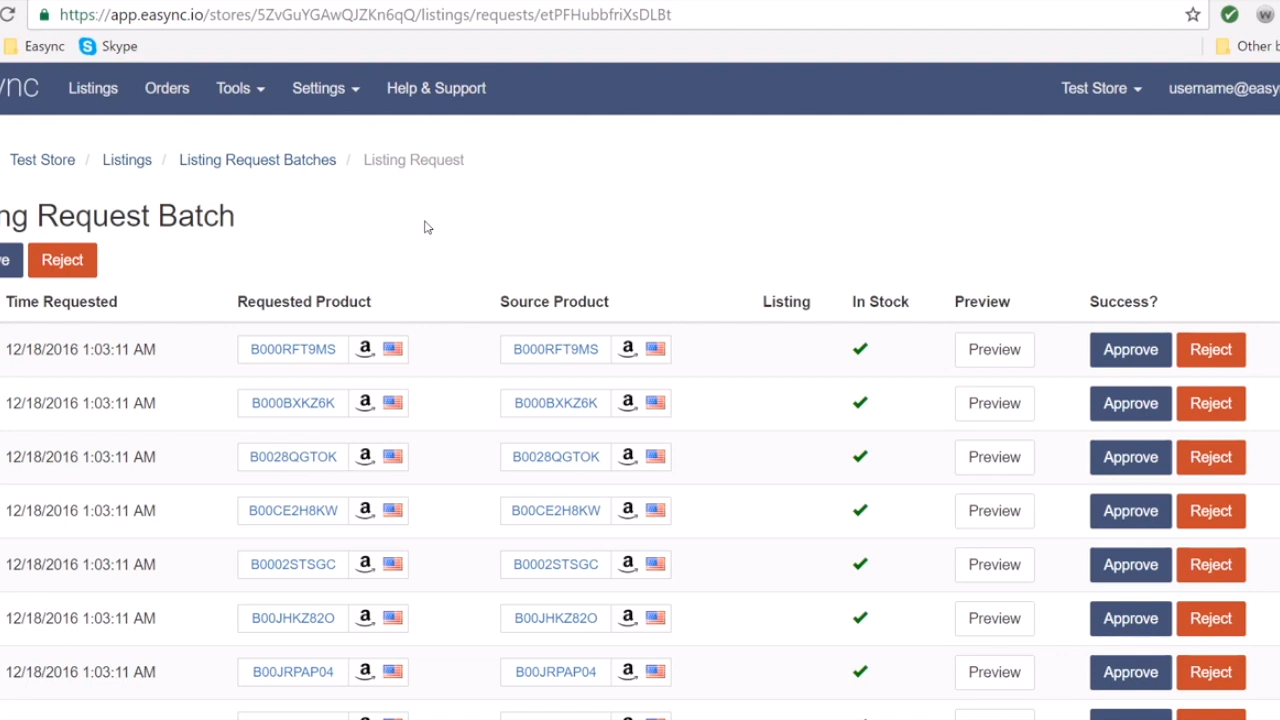 https://app.easync.io/stores/5ZvGuYGAwQJZKn6qQ/listings/requests/etPFHubbfriXsDLBt
Easync Skype Other b
ync Listings Orders Tools Settings Help & Support Test Store username@easy
Test Store / Listings / Listing Request Batches / Listing Request
ng Request Batch
e Reject
Time Requested Requested Product Source Product Listing In Stock Preview Success?
12/18/2016 1:03:11 AM B000RFT9MS a B000RFT9MS a Preview Approve Reject
12/18/2016 1:03:11 AM B000BXKZ6K a B000BXKZ6K a Preview Approve Reject
12/18/2016 1:03:11 AM B0028QGTOK a B0028QGTOK a Preview Approve Reject
12/18/2016 1:03:11 AM B00CE2H8KW a B00CE2H8KW a Preview Approve Reject
12/18/2016 1:03:11 AM B0002STSGC a B0002STSGC a Preview Approve Reject
12/18/2016 1:03:11 AM B00JHKZ82O a B00JHKZ82O a Preview Approve Reject
12/18/2016 1:03:11 AM B00JRPAP04 a B00JRPAP04 a Preview Approve Reject